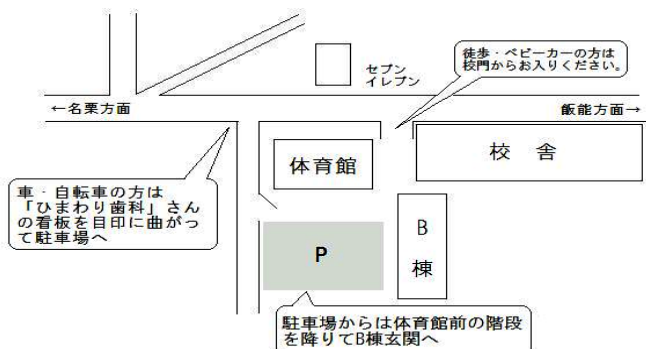 セブン
イレブン
徒歩・ベビーカーの方は
校門からお入りください。
←名栗方面
飯能方面→
体育館
校舎
車・自転車の方は
「ひまわり歯科」さん
の看板を目印に曲がっ
て駐車場へ
P
B
棟
駐車場からは体育館前の階段
を降りてB棟玄関へ